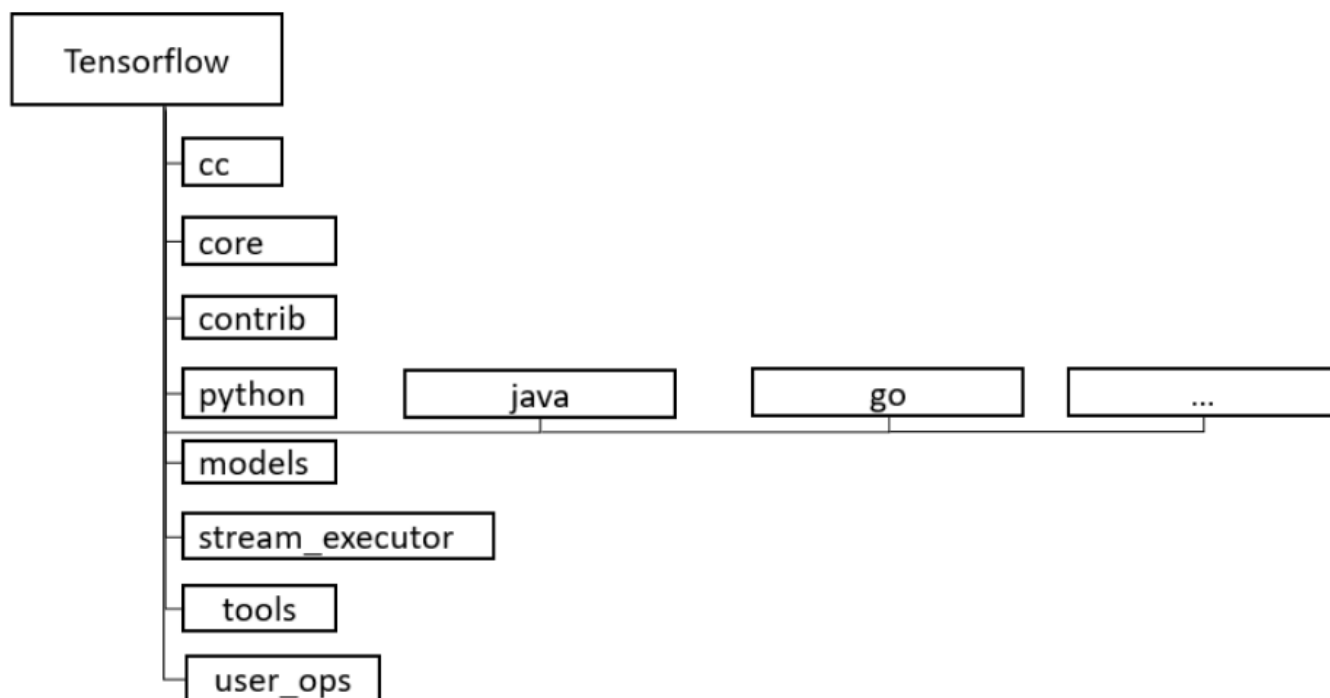 Tensorflow
cc
core
contrib
python java go ...
models
stream_executor
tools
user_ops